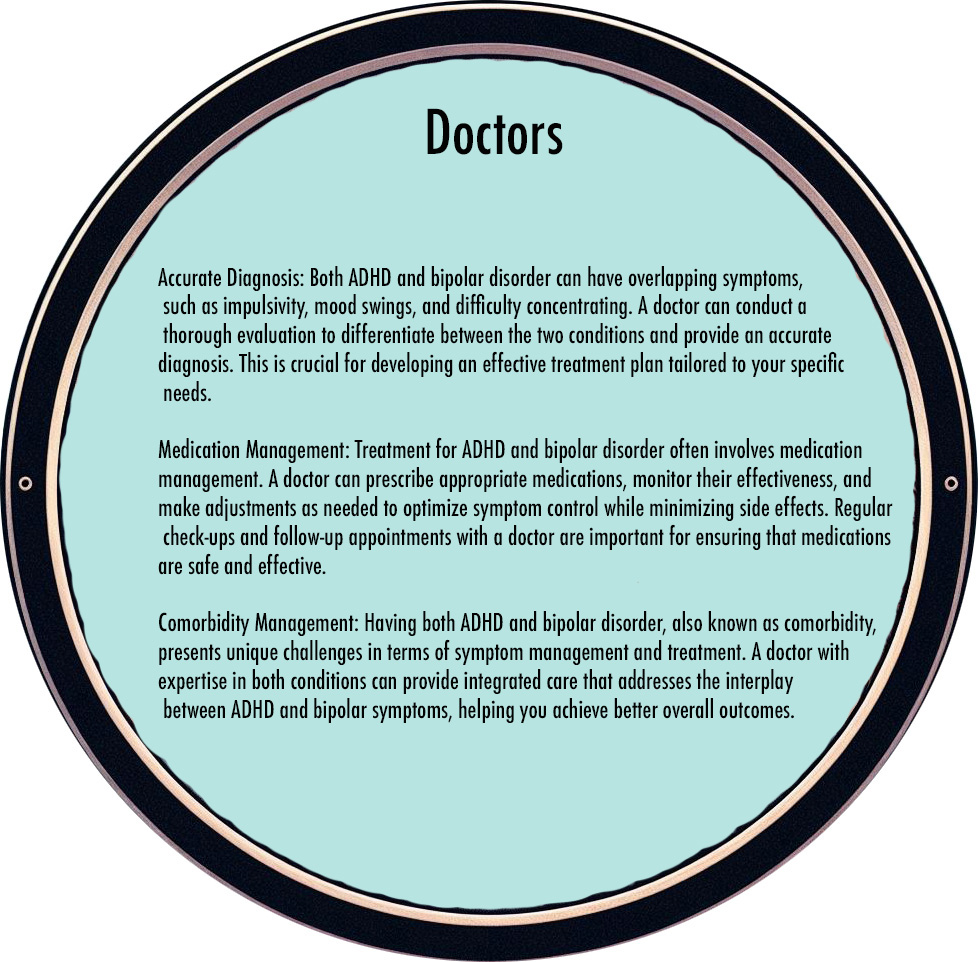 Doctors
Accurate Diagnosis: Both ADHD and bipolar disorder can have overlapping symptoms,
such as impulsivity, mood swings, and difficulty concentrating. A doctor can conduct a
thorough evaluation to differentiate between the two conditions and provide an accurate
diagnosis. This is crucial for developing an effective treatment plan tailored to your specific
needs.
Medication Management: Treatment for ADHD and bipolar disorder often involves medication
management. A doctor can prescribe appropriate medications, monitor their effectiveness, and
make adjustments as needed to optimize symptom control while minimizing side effects. Regular
check-ups and follow-up appointments with a doctor are important for ensuring that medications
are safe and effective.
Comorbidity Management: Having both ADHD and bipolar disorder, also known as comorbidity,
presents unique challenges in terms of symptom management and treatment. A doctor with
expertise in both conditions can provide integrated care that addresses the interplay
between ADHD and bipolar symptoms, helping you achieve better overall outcomes.